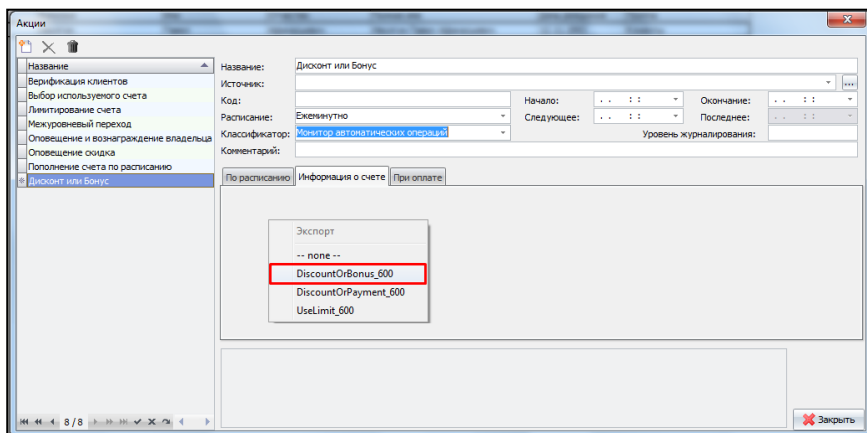 Акции
Название
Верификация клиентов
Выбор используемого счета
Лимитирование счета
Межуровневый переход
Оповещение и вознаграждение владельца
Оповещение скидка
Пополнение счета по расписанию
Дисконт или Бонус
Название: Дисконт или Бонус
Источник:
Код: Начало: . . : : Окончание: . . : :
Расписание: Ежеминутно Следующее: . . : : Последнее: . . : :
Классификатор: Монитор автоматических операций Уровень журналирования:
Комментарий:
По расписанию Информация о счете При оплате
Экспорт
-- none --
DiscountOrBonus_600
DiscountOrPayment_600
UseLimit_600
8 / 8
Закрыть